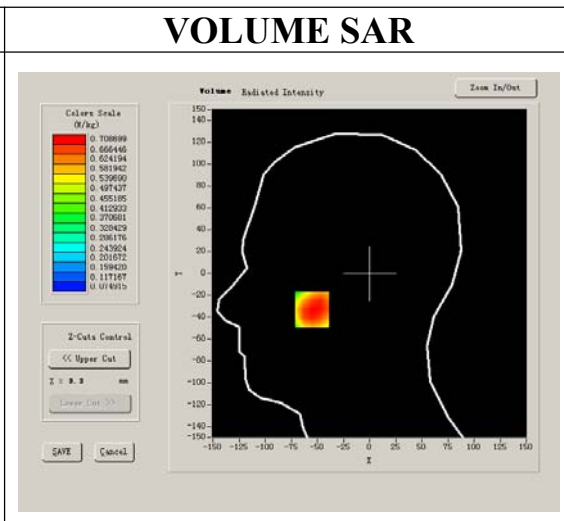 VOLUME SAR
Volume Radiated Intensity
Zoom In/Out
Colors Scale
(W/kg)
0.708699
0.666446
0.624194
0.581942
0.539690
0.497437
0.455185
0.412933
0.370681
0.328429
0.286176
0.243924
0.201672
0.159420
0.117167
0.074915
150
140
120
100
80
60
40
20
0
-20
-40
-60
-80
-100
-120
-140
-150
Y
-150 -125 -100 -75 -50 -25 0 25 50 75 100 125 150
X
Z-Cuts Control
<< Upper Cut
Z = 3.3 mm
Lower Cut >>
SAVE
Cancel